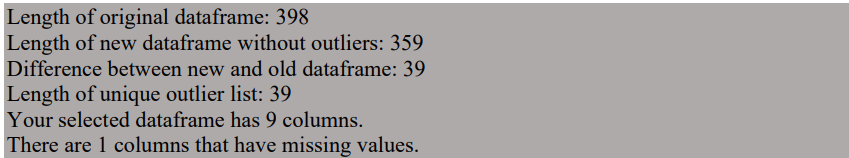 Length of original dataframe: 398
Length of new dataframe without outliers: 359
Difference between new and old dataframe: 39
Length of unique outlier list: 39
Your selected dataframe has 9 columns.
There are 1 columns that have missing values.